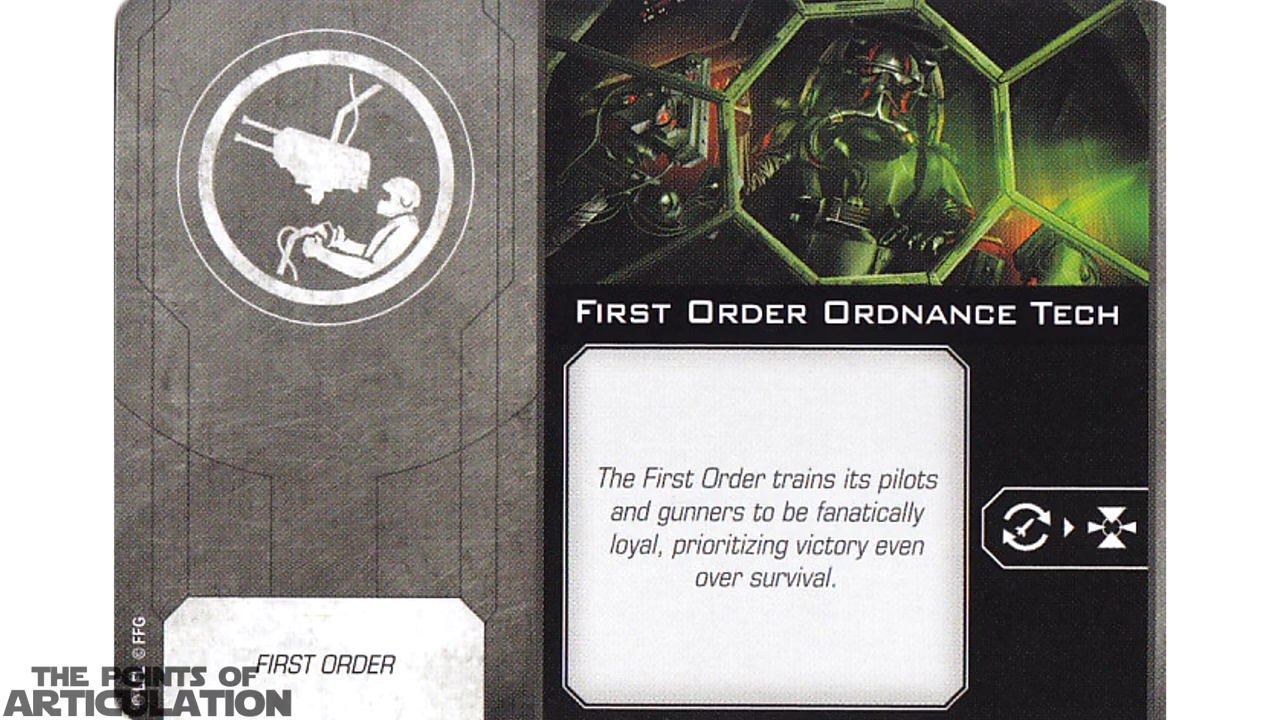 FIRST ORDER ORDNANCE TECH
The First Order trains its pilots
and gunners to be fanatically
loyal, prioritizing victory even
over survival.
FIRST ORDER
© FFG
THE POINTS OF
ARTICULATION